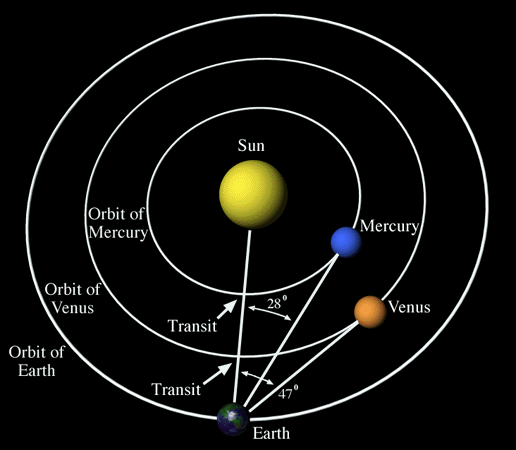 Sun
Orbit of
Mercury
Mercury
Orbit of
Venus
28°
Venus
Transit
Orbit of
Earth
Transit
47°
Earth